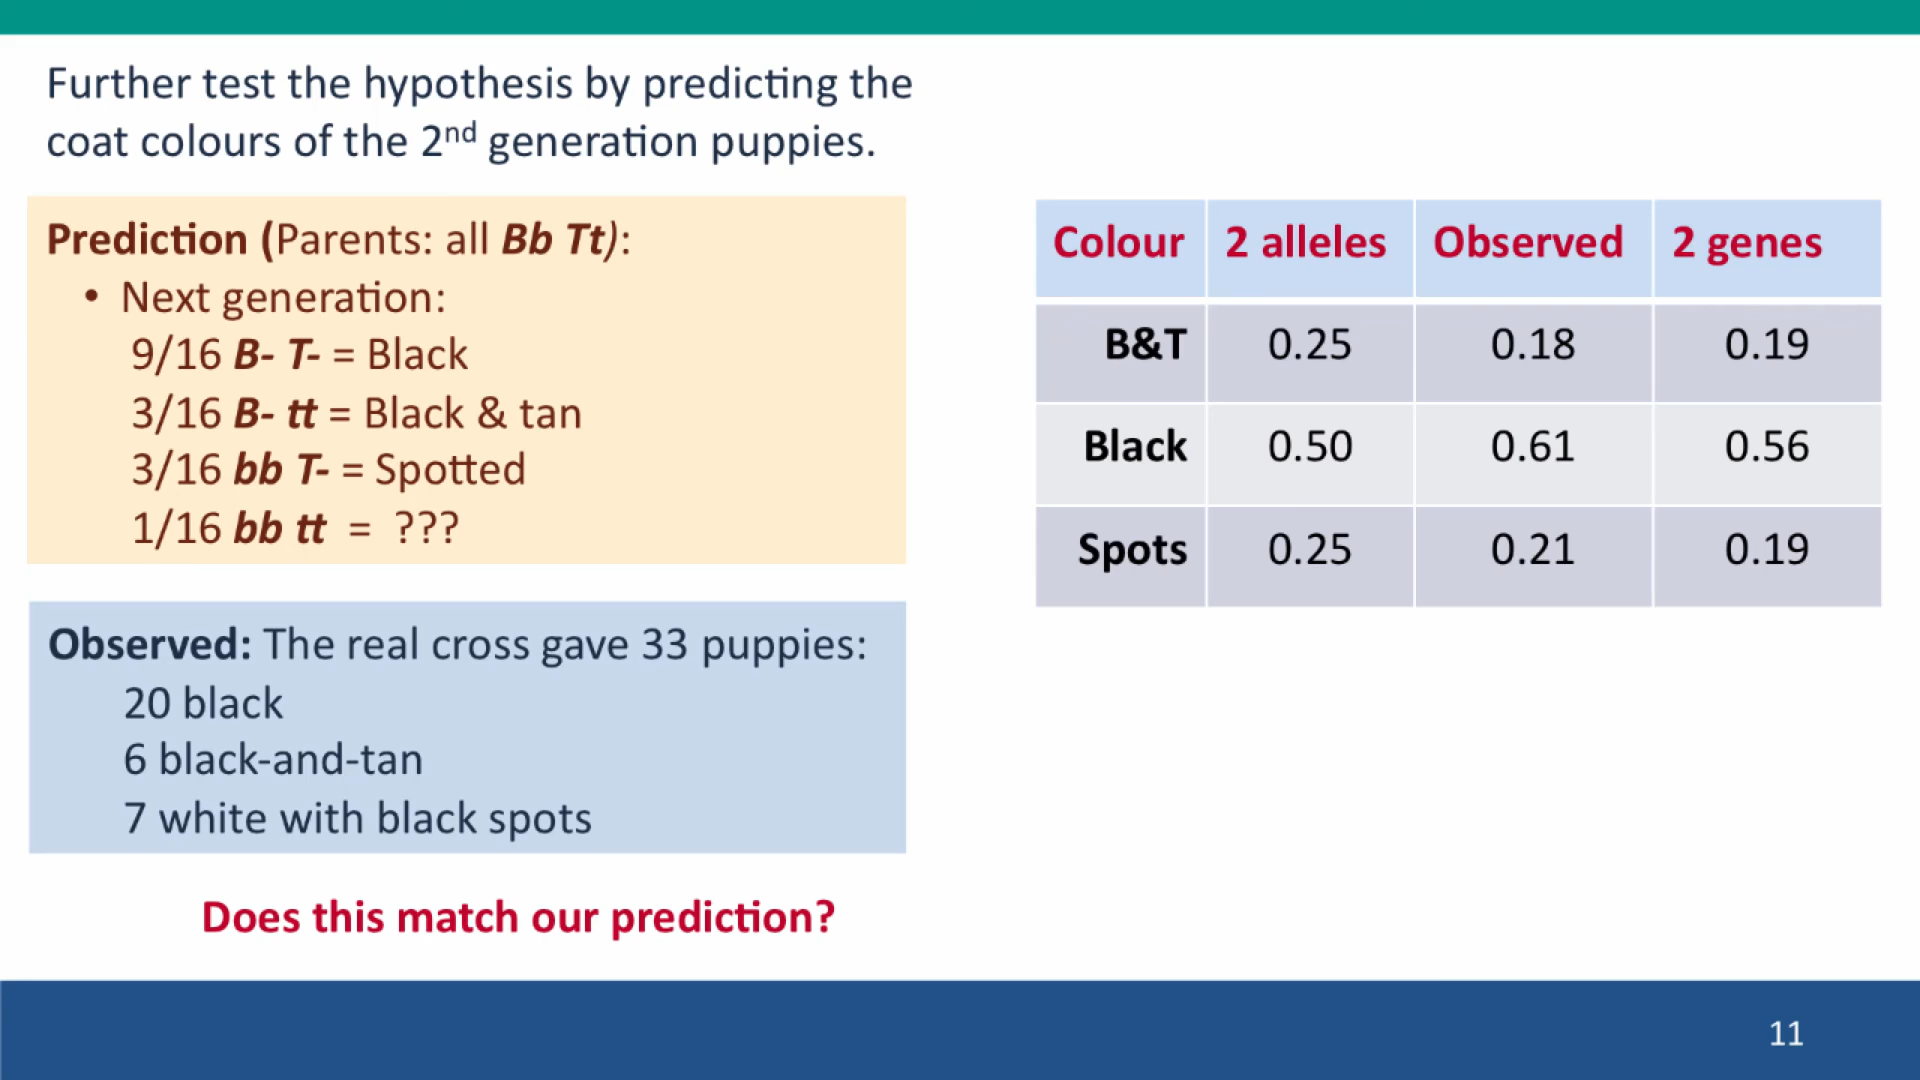 Further test the hypothesis by predicting the
coat colours of the 2nd generation puppies.
Prediction (Parents: all Bb Tt):
• Next generation:
9/16 B- T- = Black
3/16 B- tt = Black & tan
3/16 bb T- = Spotted
1/16 bb tt = ???
Observed: The real cross gave 33 puppies:
20 black
6 black-and-tan
7 white with black spots
Does this match our prediction?
Colour 2 alleles Observed 2 genes
B&T 0.25 0.18 0.19
Black 0.50 0.61 0.56
Spots 0.25 0.21 0.19
11